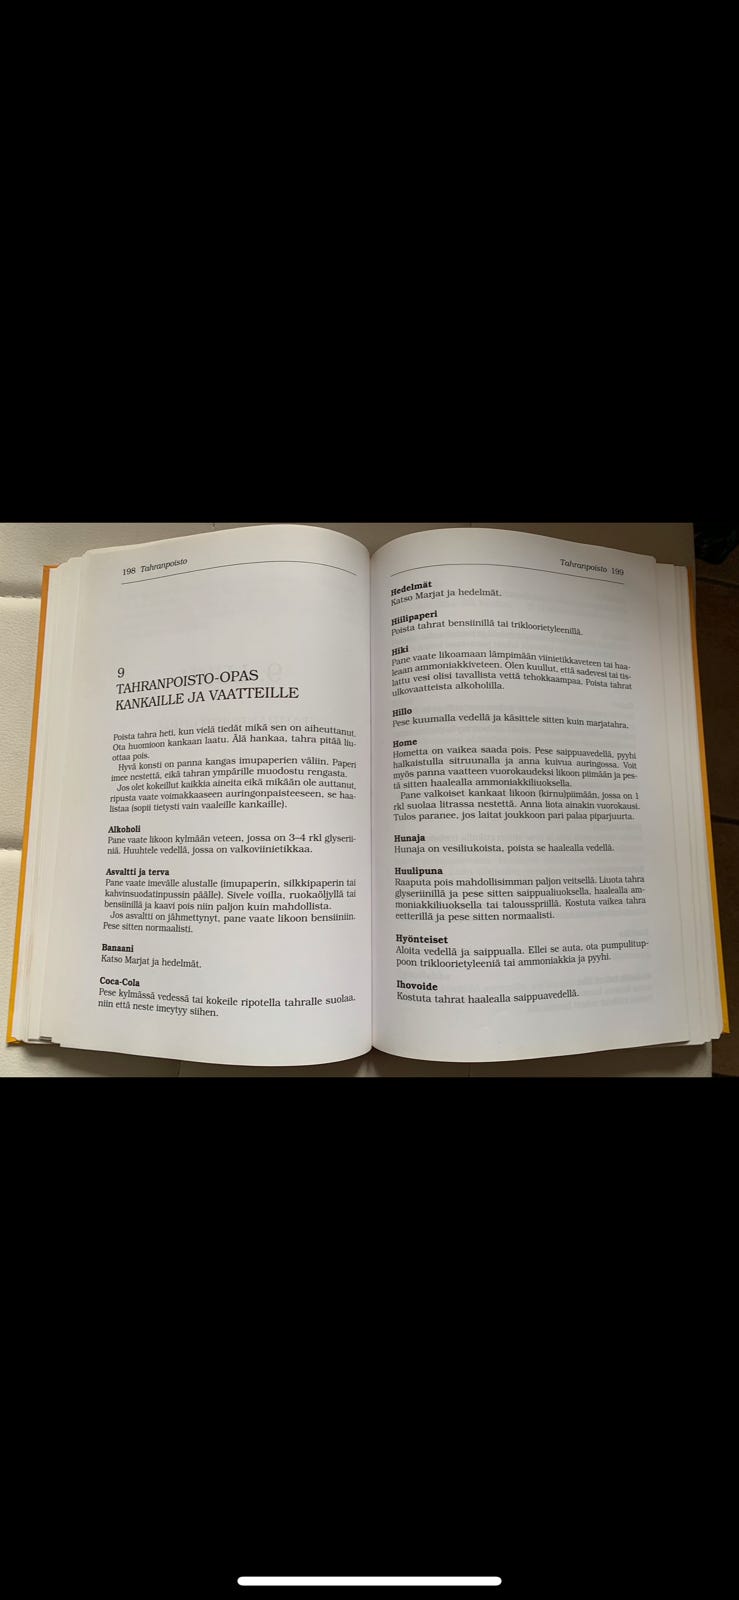 198 Tahranpoisto
9
TAHRANPOISTO-OPAS
KANKAILLE JA VAATTEILLE
Poista tahra heti, kun vielä tiedät mikä sen on aiheuttanut.
Ota huomioon kankaan laatu. Älä hankaa, tahra pitää liu-
ottaa pois.
Hyvä konsti on panna kangas imupaperien väliin. Paperi
imee nestettä, eikä tahran ympärille muodostu rengasta.
Jos olet kokeillut kaikkia aineita eikä mikään ole auttanut,
ripusta vaate voimakkaaseen auringonpaisteeseen, se haa-
listaa (sopii tietysti vain vaaleille kankaille).
Alkoholi
Pane vaate likoon kylmään veteen, jossa on 3–4 rkl glyserii-
niä. Huuhtele vedellä, jossa on valkoviinietikkaa.
Asvaltti ja terva
Pane vaate imevälle alustalle (imupaperin, silkkipaperin tai
kahvinsuodatinpussin päälle). Sivele voilla, ruokaöljyllä tai
bensiinillä ja kaavi pois niin paljon kuin mahdollista.
Jos asvaltti on jähmettynyt, pane vaate likoon bensiiniin.
Pese sitten normaalisti.
Banaani
Katso Marjat ja hedelmät.
Coca-Cola
Pese kylmässä vedessä tai kokeile ripotella tahralle suolaa,
niin että neste imeytyy siihen.
Tahranpoisto 199
Hedelmät
Katso Marjat ja hedelmät.
Hiilipaperi
Poista tahrat bensiinillä tai trikloorietyleenillä.
Hiki
Pane vaate likoamaan lämpimään viinietikkaveteen tai haa-
leaan ammoniakkiveteen. Olen kuullut, että sadevesi tai tis-
lattu vesi olisi tavallista vettä tehokkaampaa. Poista tahrat
ulkovaatteista alkoholilla.
Hillo
Pese kuumalla vedellä ja käsittele sitten kuin marjatahra.
Home
Hometta on vaikea saada pois. Pese saippuavedellä, pyyhi
halkaistulla sitruunalla ja anna kuivua auringossa. Voit
myös panna vaatteen vuorokaudeksi likoon piimään ja pes-
tä sitten haalealla ammoniakkiliuoksella.
Pane valkoiset kankaat likoon (kirnu)piimään, jossa on 1
rkl suolaa litrassa nestettä. Anna liota ainakin vuorokausi.
Tulos paranee, jos laitat joukkoon pari palaa piparjuurta.
Hunaja
Hunaja on vesiliukoista, poista se haalealla vedellä.
Huulipuna
Raaputa pois mahdollisimman paljon veitsellä. Liuota tahra
glyseriinillä ja pese sitten saippualiuoksella, haalealla am-
moniakkiliuoksella tai talousspriillä. Kostuta vaikea tahra
eetterillä ja pese sitten normaalisti.
Hyönteiset
Aloita vedellä ja saippualla. Ellei se auta, ota pumpulitup-
poon trikloorietyleeniä tai ammoniakkia ja pyyhi.
Ihovoide
Kostuta tahrat haalealla saippuavedellä.